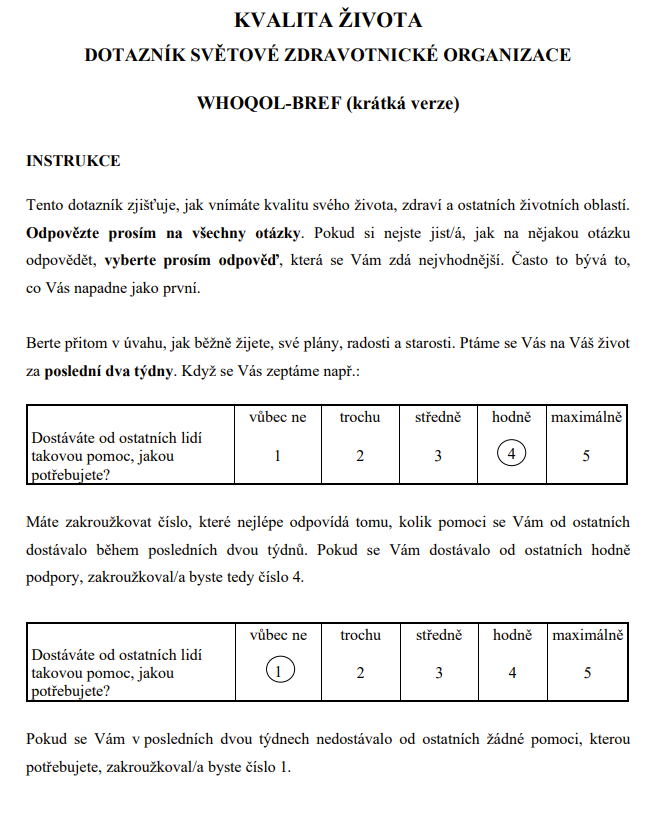 KVALITA ŽIVOTA
DOTAZNÍK SVĚTOVÉ ZDRAVOTNICKÉ ORGANIZACE
WHOQOL-BREF (krátká verze)
INSTRUKCE
Tento dotazník zjišťuje, jak vnímáte kvalitu svého života, zdraví a ostatních životních oblastí.
Odpovězte prosím na všechny otázky. Pokud si nejste jist/á, jak na nějakou otázku
odpovědět, vyberte prosím odpověď, která se Vám zdá nejvhodnější. Často to bývá to,
co Vás napadne jako první.
Berte přitom v úvahu, jak běžně žijete, své plány, radosti a starosti. Ptáme se Vás na Váš život
za poslední dva týdny. Když se Vás zeptáme např.:
vůbec ne trochu středně hodně maximálně
Dostáváte od ostatních lidí
takovou pomoc, jakou 1 2 3 4 5
potřebujete?
Máte zakroužkovat číslo, které nejlépe odpovídá tomu, kolik pomoci se Vám od ostatních
dostávalo během posledních dvou týdnů. Pokud se Vám dostávalo od ostatních hodně
podpory, zakroužkoval/a byste tedy číslo 4.
vůbec ne trochu středně hodně maximálně
Dostáváte od ostatních lidí
takovou pomoc, jakou 1 2 3 4 5
potřebujete?
Pokud se Vám v posledních dvou týdnech nedostávalo od ostatních žádné pomoci, kterou
potřebujete, zakroužkoval/a byste číslo 1.